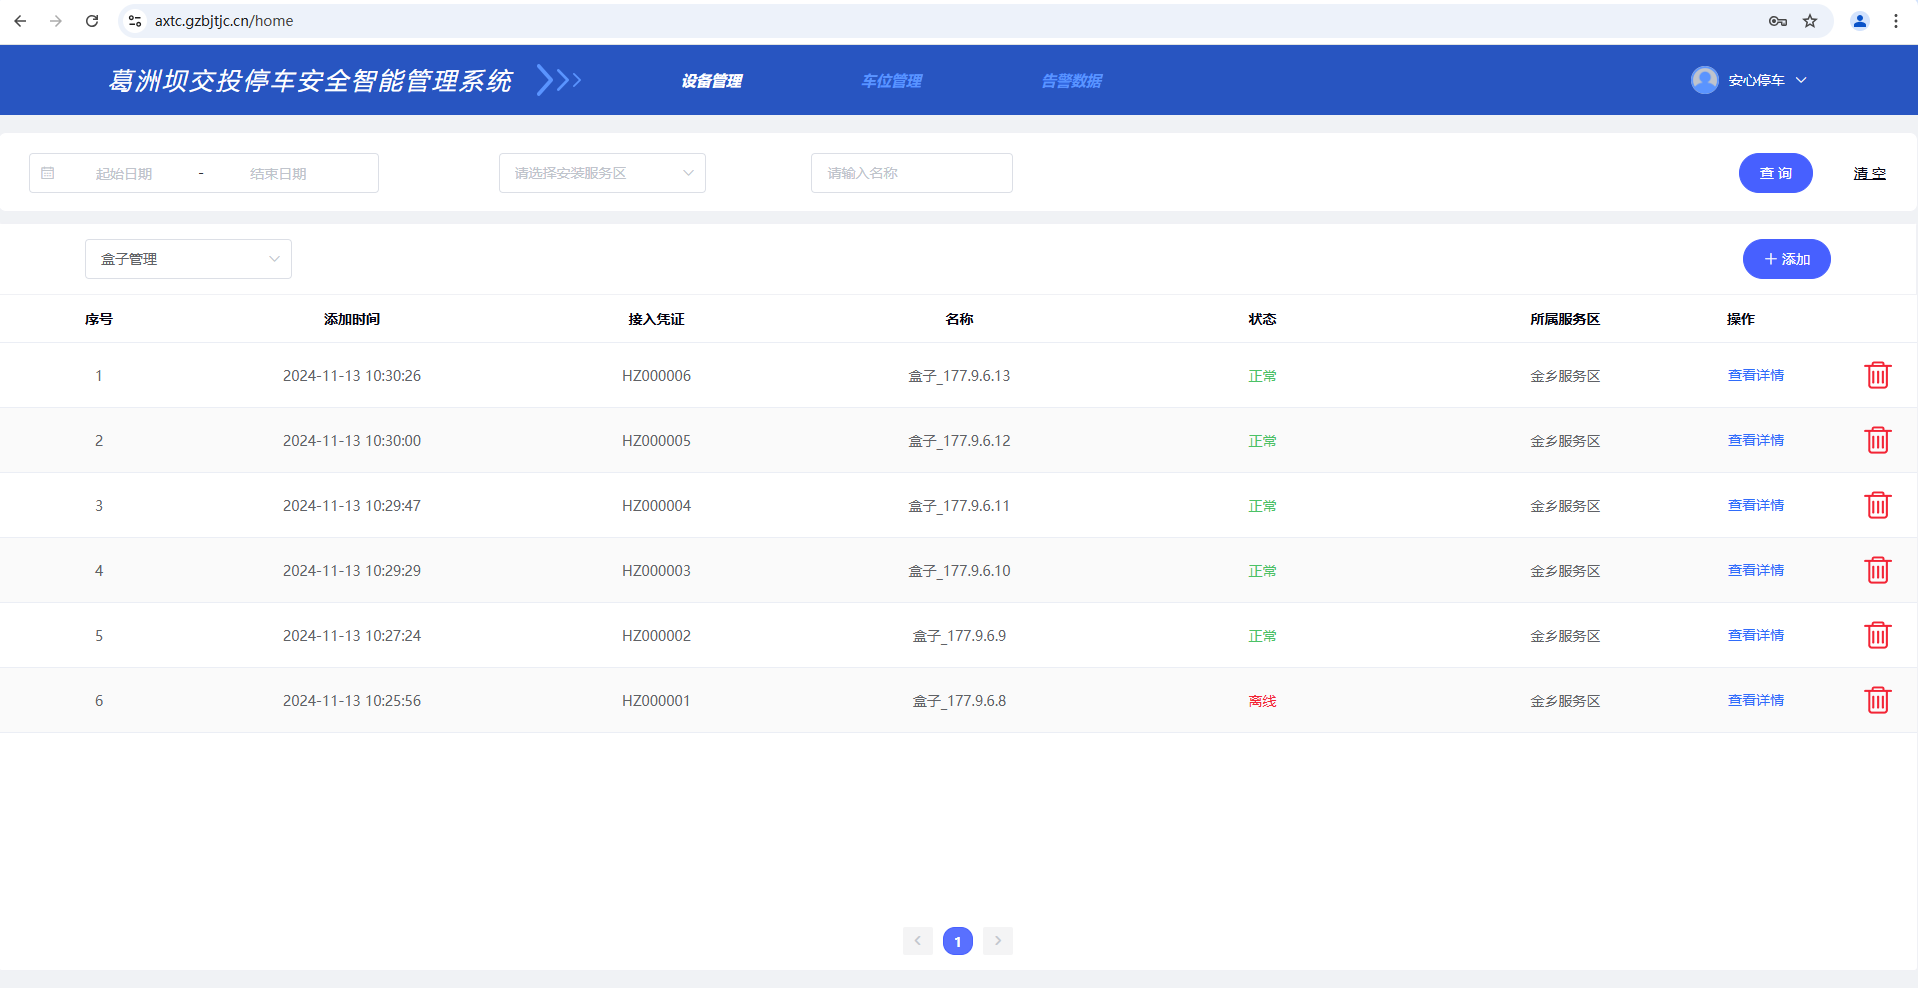 axtc.gzbjtjc.cn/home
葛洲坝交投停车安全智能管理系统 设备管理 车位管理 告警数据 安心停车
起始日期 - 结束日期 请选择安装服务区 请输入名称 查 询 清 空
盒子管理 添加
序号 添加时间 接入凭证 名称 状态 所属服务区 操作
1 2024-11-13 10:30:26 HZ000006 盒子_177.9.6.13 正常 金乡服务区 查看详情
2 2024-11-13 10:30:00 HZ000005 盒子_177.9.6.12 正常 金乡服务区 查看详情
3 2024-11-13 10:29:47 HZ000004 盒子_177.9.6.11 正常 金乡服务区 查看详情
4 2024-11-13 10:29:29 HZ000003 盒子_177.9.6.10 正常 金乡服务区 查看详情
5 2024-11-13 10:27:24 HZ000002 盒子_177.9.6.9 正常 金乡服务区 查看详情
6 2024-11-13 10:25:56 HZ000001 盒子_177.9.6.8 离线 金乡服务区 查看详情
1